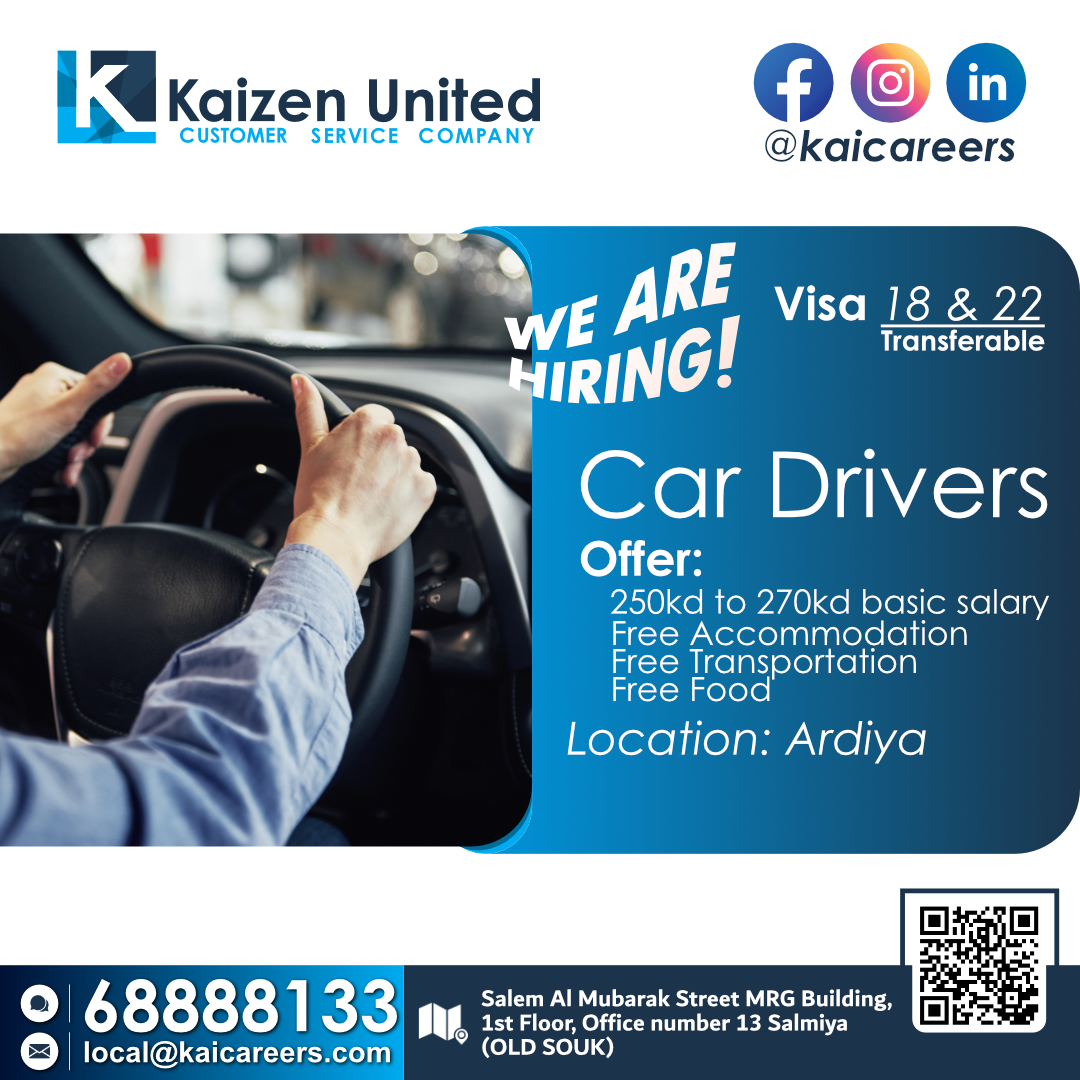 K Kaizen United
CUSTOMER SERVICE COMPANY
f in
@kaicareers
WE ARE
HIRING!
Visa 18 & 22
Transferable
Car Drivers
Offer:
250kd to 270kd basic salary
Free Accommodation
Free Transportation
Free Food
Location: Ardiya
68888133
local@kaicareers.com
Salem Al Mubarak Street MRG Building,
1st Floor, Office number 13 Salmiya
(OLD SOUK)